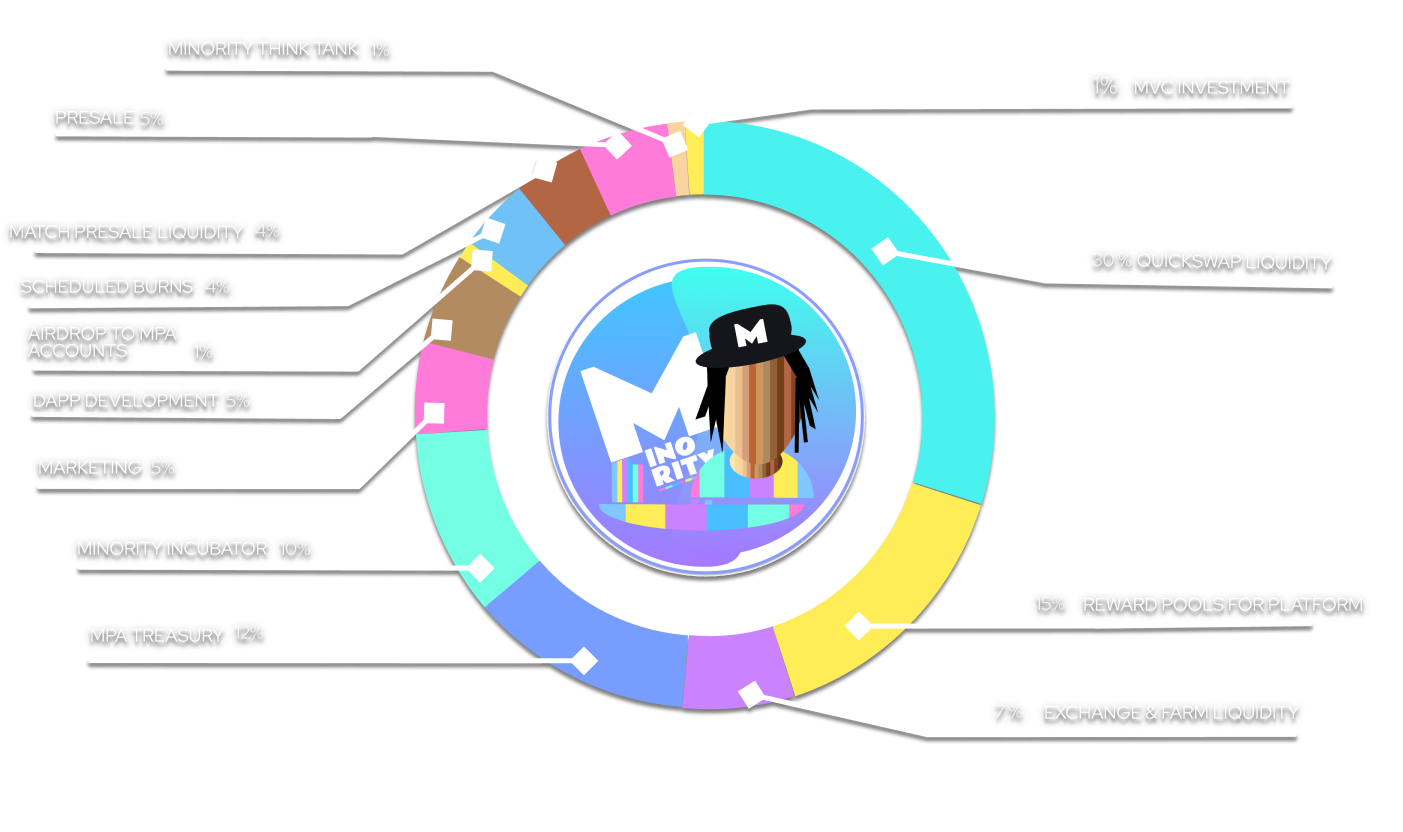 MINORITY THINK TANK 1%
1% MVC INVESTMENT
PRESALE 5%
MATCH PRESALE LIQUIDITY 4%
30 % QUICKSWAP LIQUIDITY
SCHEDULED BURNS 4%
AIRDROP TO MPA
ACCOUNTS 1%
DAPP DEVELOPMENT 5%
MARKETING 5%
MINORITY INCUBATOR 10%
MPA TREASURY 12%
15% REWARD POOLS FOR PLATFORM
7% EXCHANGE & FARM LIQUIDITY
M
M
INO
RITY